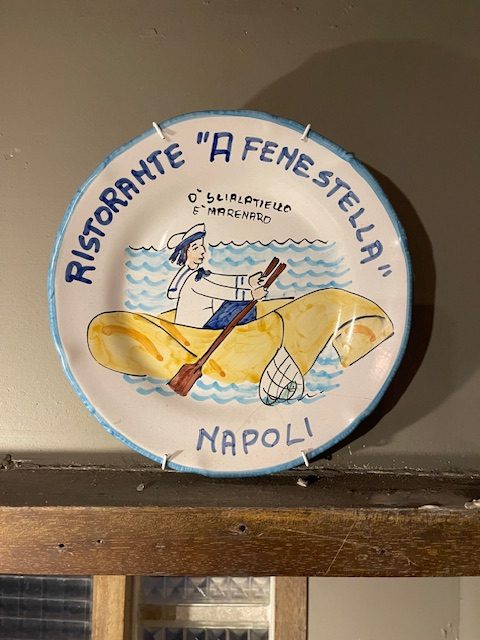 RISTORANTE "A FENESTELLA"
O' SCIALATIELLO
E' MARENARO
NAPOLI